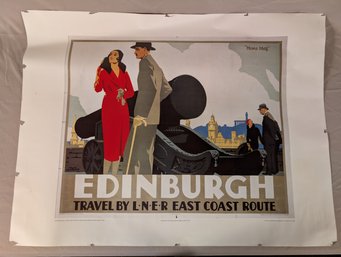 "Mons Meg"
EDINBURGH
TRAVEL BY L·N·E·R EAST COAST ROUTE